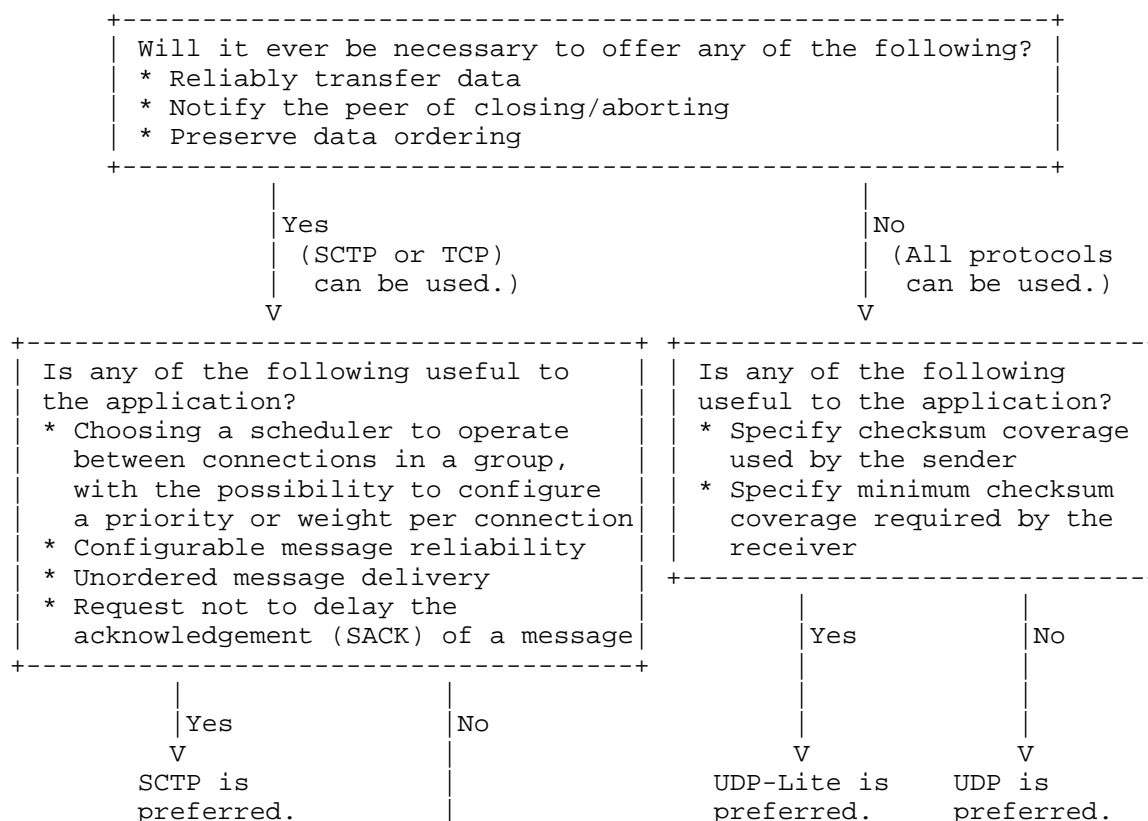 Will it ever be necessary to offer any of the following?
* Reliably transfer data
* Notify the peer of closing/aborting
* Preserve data ordering
Yes
(SCTP or TCP)
can be used.)
No
(All protocols
can be used.)
V
V
Is any of the following useful to
the application?
* Choosing a scheduler to operate
between connections in a group,
with the possibility to configure
a priority or weight per connection
* Configurable message reliability
* Unordered message delivery
* Request not to delay the
acknowledgement (SACK) of a message
Is any of the following
useful to the application?
* Specify checksum coverage
used by the sender
* Specify minimum checksum
coverage required by the
receiver
Yes
No
V
SCTP is
preferred.
Yes
No
V
V
UDP-Lite is
preferred.
UDP is
preferred.